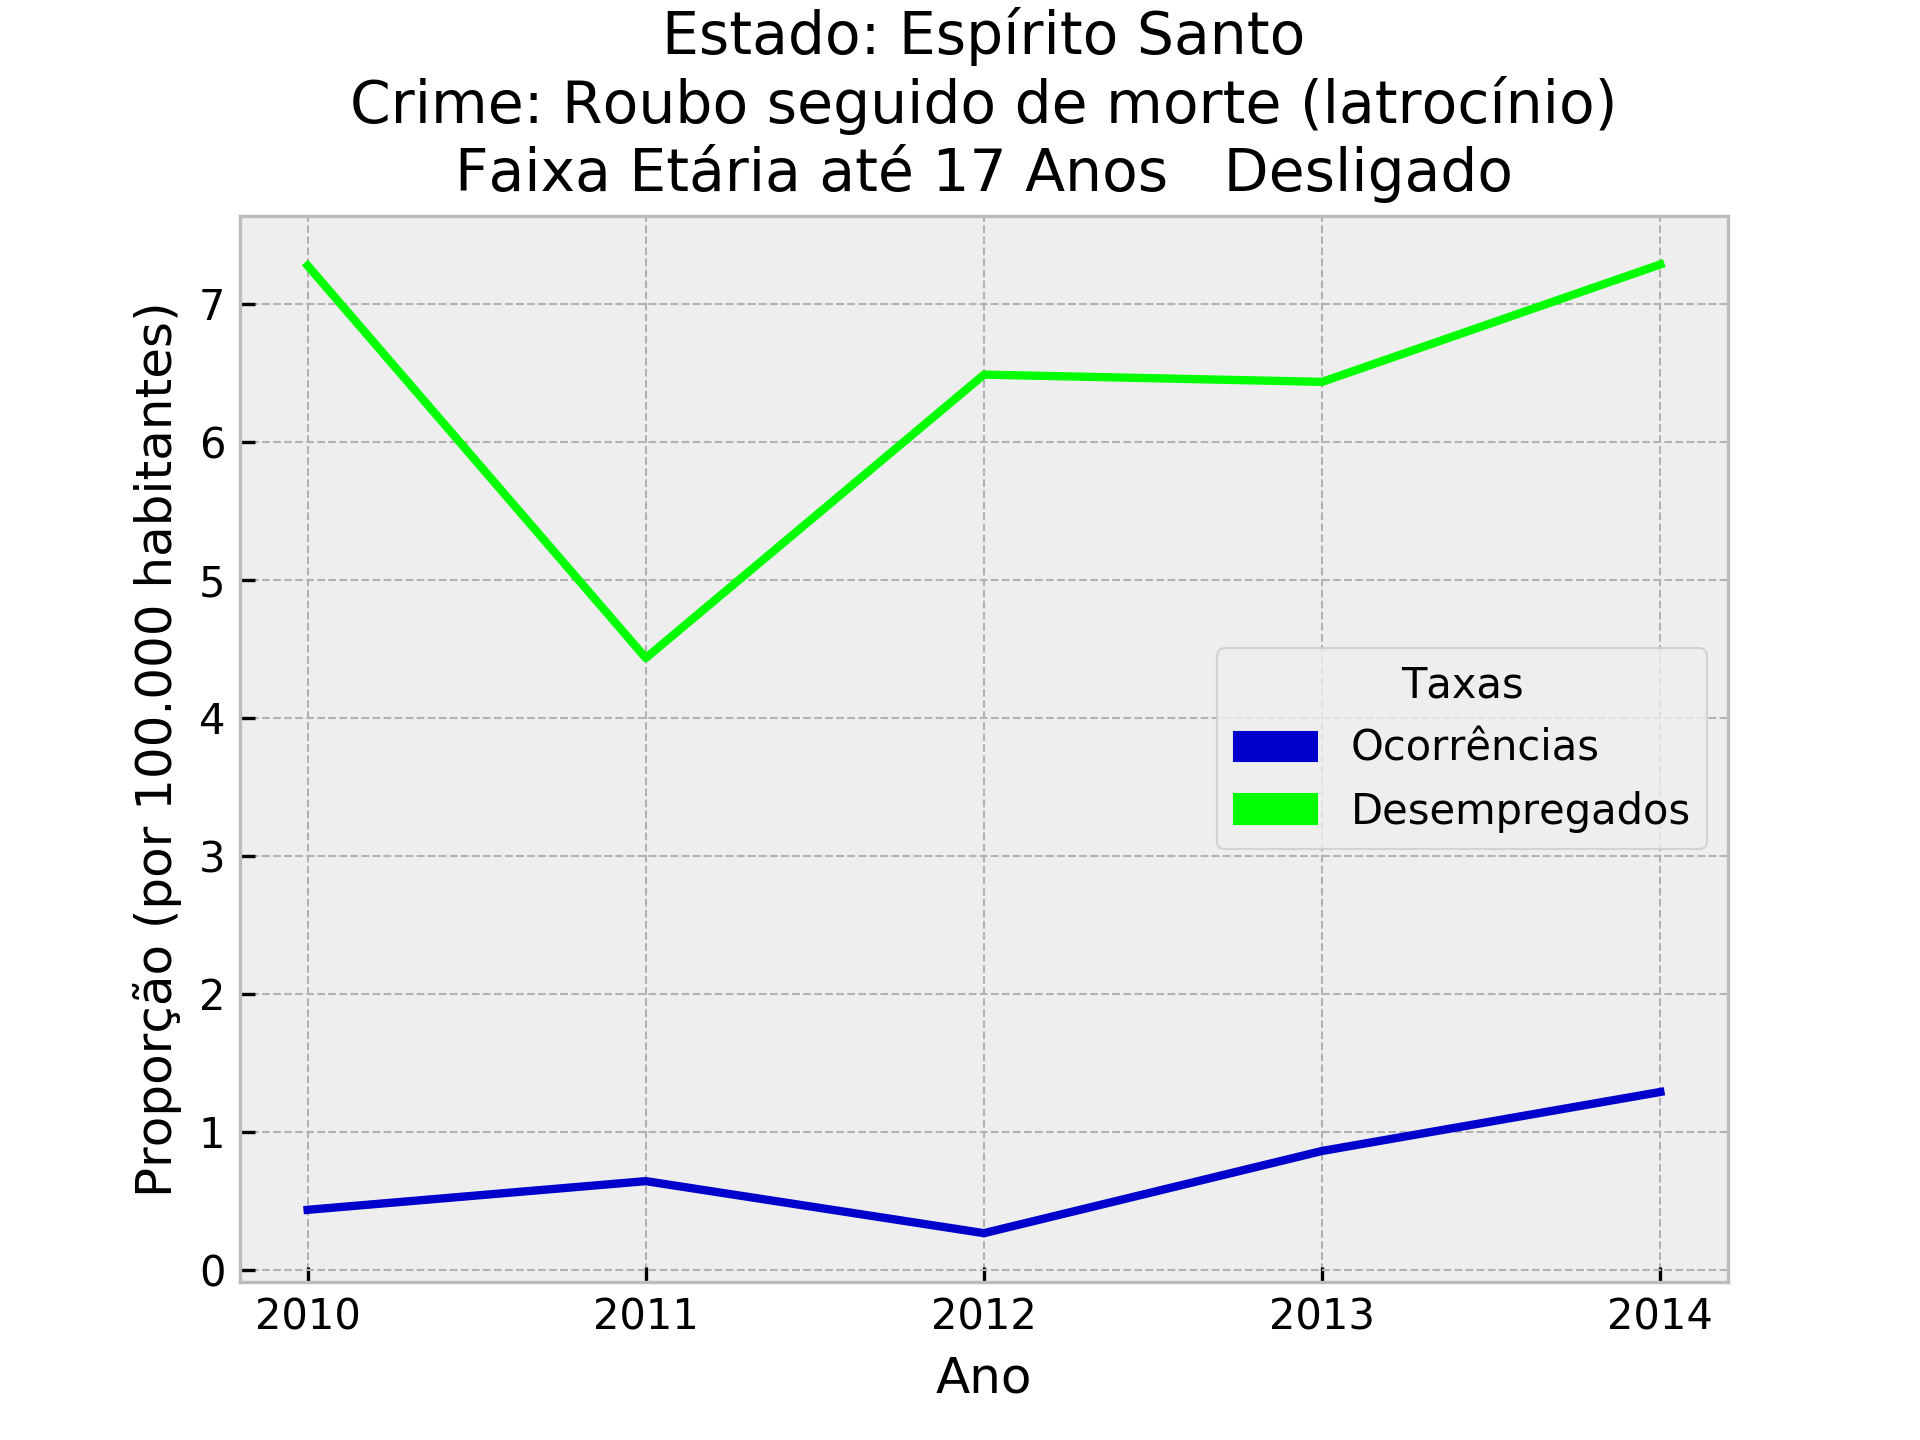 Estado: Espírito Santo
Crime: Roubo seguido de morte (latrocínio)
Faixa Etária até 17 Anos   Desligado
Proporção (por 100.000 habitantes)
7
6
5
4
3
2
1
0
Taxas
Ocorrências
Desempregados
2010 2011 2012 2013 2014
Ano